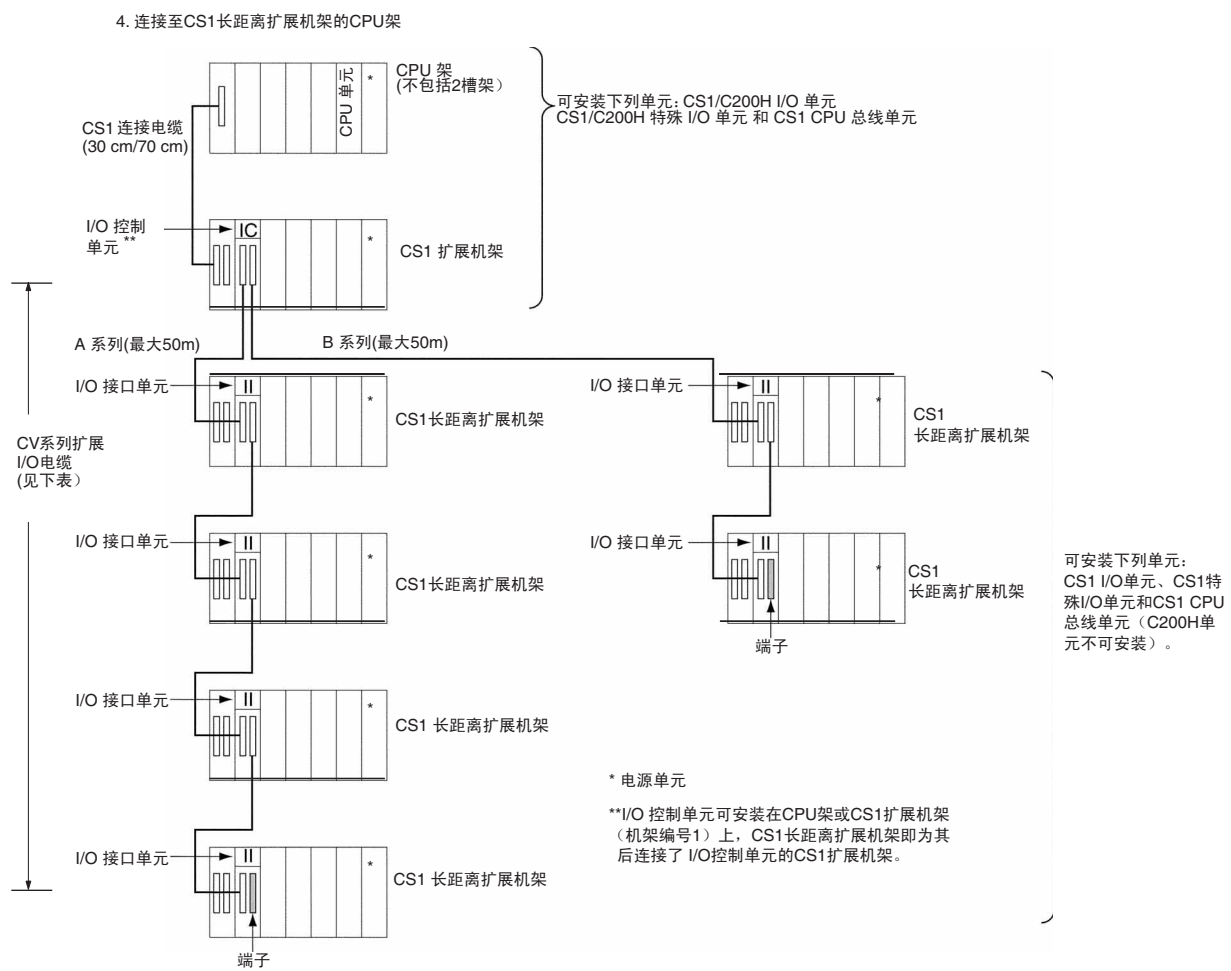 4. 连接至CS1长距离扩展机架的CPU架
CPU 单元
*
CPU 架
(不包括2槽架)
CS1 连接电缆
(30 cm/70 cm)
可安装下列单元: CS1/C200H I/O 单元
CS1/C200H 特殊 I/O 单元 和 CS1 CPU 总线单元
I/O 控制
单元 **
IC
*
CS1 扩展机架
A 系列(最大50m)
B 系列(最大50m)
I/O 接口单元
II
*
CS1长距离扩展机架
I/O 接口单元
II
*
CS1
长距离扩展机架
CV系列扩展
I/O电缆
(见下表)
I/O 接口单元
II
*
CS1长距离扩展机架
I/O 接口单元
II
*
CS1
长距离扩展机架
端子
可安装下列单元:
CS1 I/O单元、CS1特
殊I/O单元和CS1 CPU
总线单元(C200H单
元不可安装)。
I/O 接口单元
II
*
CS1 长距离扩展机架
* 电源单元
**I/O 控制单元可安装在CPU架或CS1扩展机架
(机架编号1)上,CS1长距离扩展机架即为其
后连接了 I/O控制单元的CS1扩展机架。
I/O 接口单元
II
*
CS1 长距离扩展机架
端子